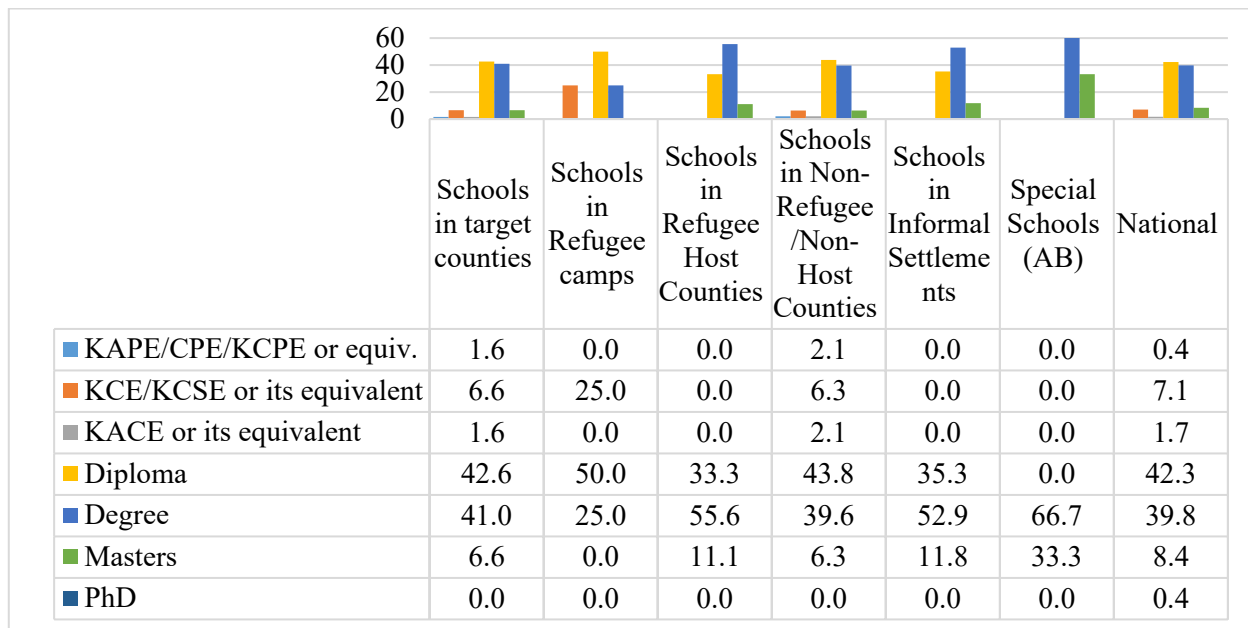 60
40
20
0
Schools in target counties
Schools in Refugee camps
Schools in Refugee Host Counties
Schools in Non-Refugee /Non-Host Counties
Schools in Informal Settleme nts
Special Schools (AB)
National
KAPE/CPE/KCPE or equiv. 1.6 0.0 0.0 2.1 0.0 0.0 0.4
KCE/KCSE or its equivalent 6.6 25.0 0.0 6.3 0.0 0.0 7.1
KACE or its equivalent 1.6 0.0 0.0 2.1 0.0 0.0 1.7
Diploma 42.6 50.0 33.3 43.8 35.3 0.0 42.3
Degree 41.0 25.0 55.6 39.6 52.9 66.7 39.8
Masters 6.6 0.0 11.1 6.3 11.8 33.3 8.4
PhD 0.0 0.0 0.0 0.0 0.0 0.0 0.4